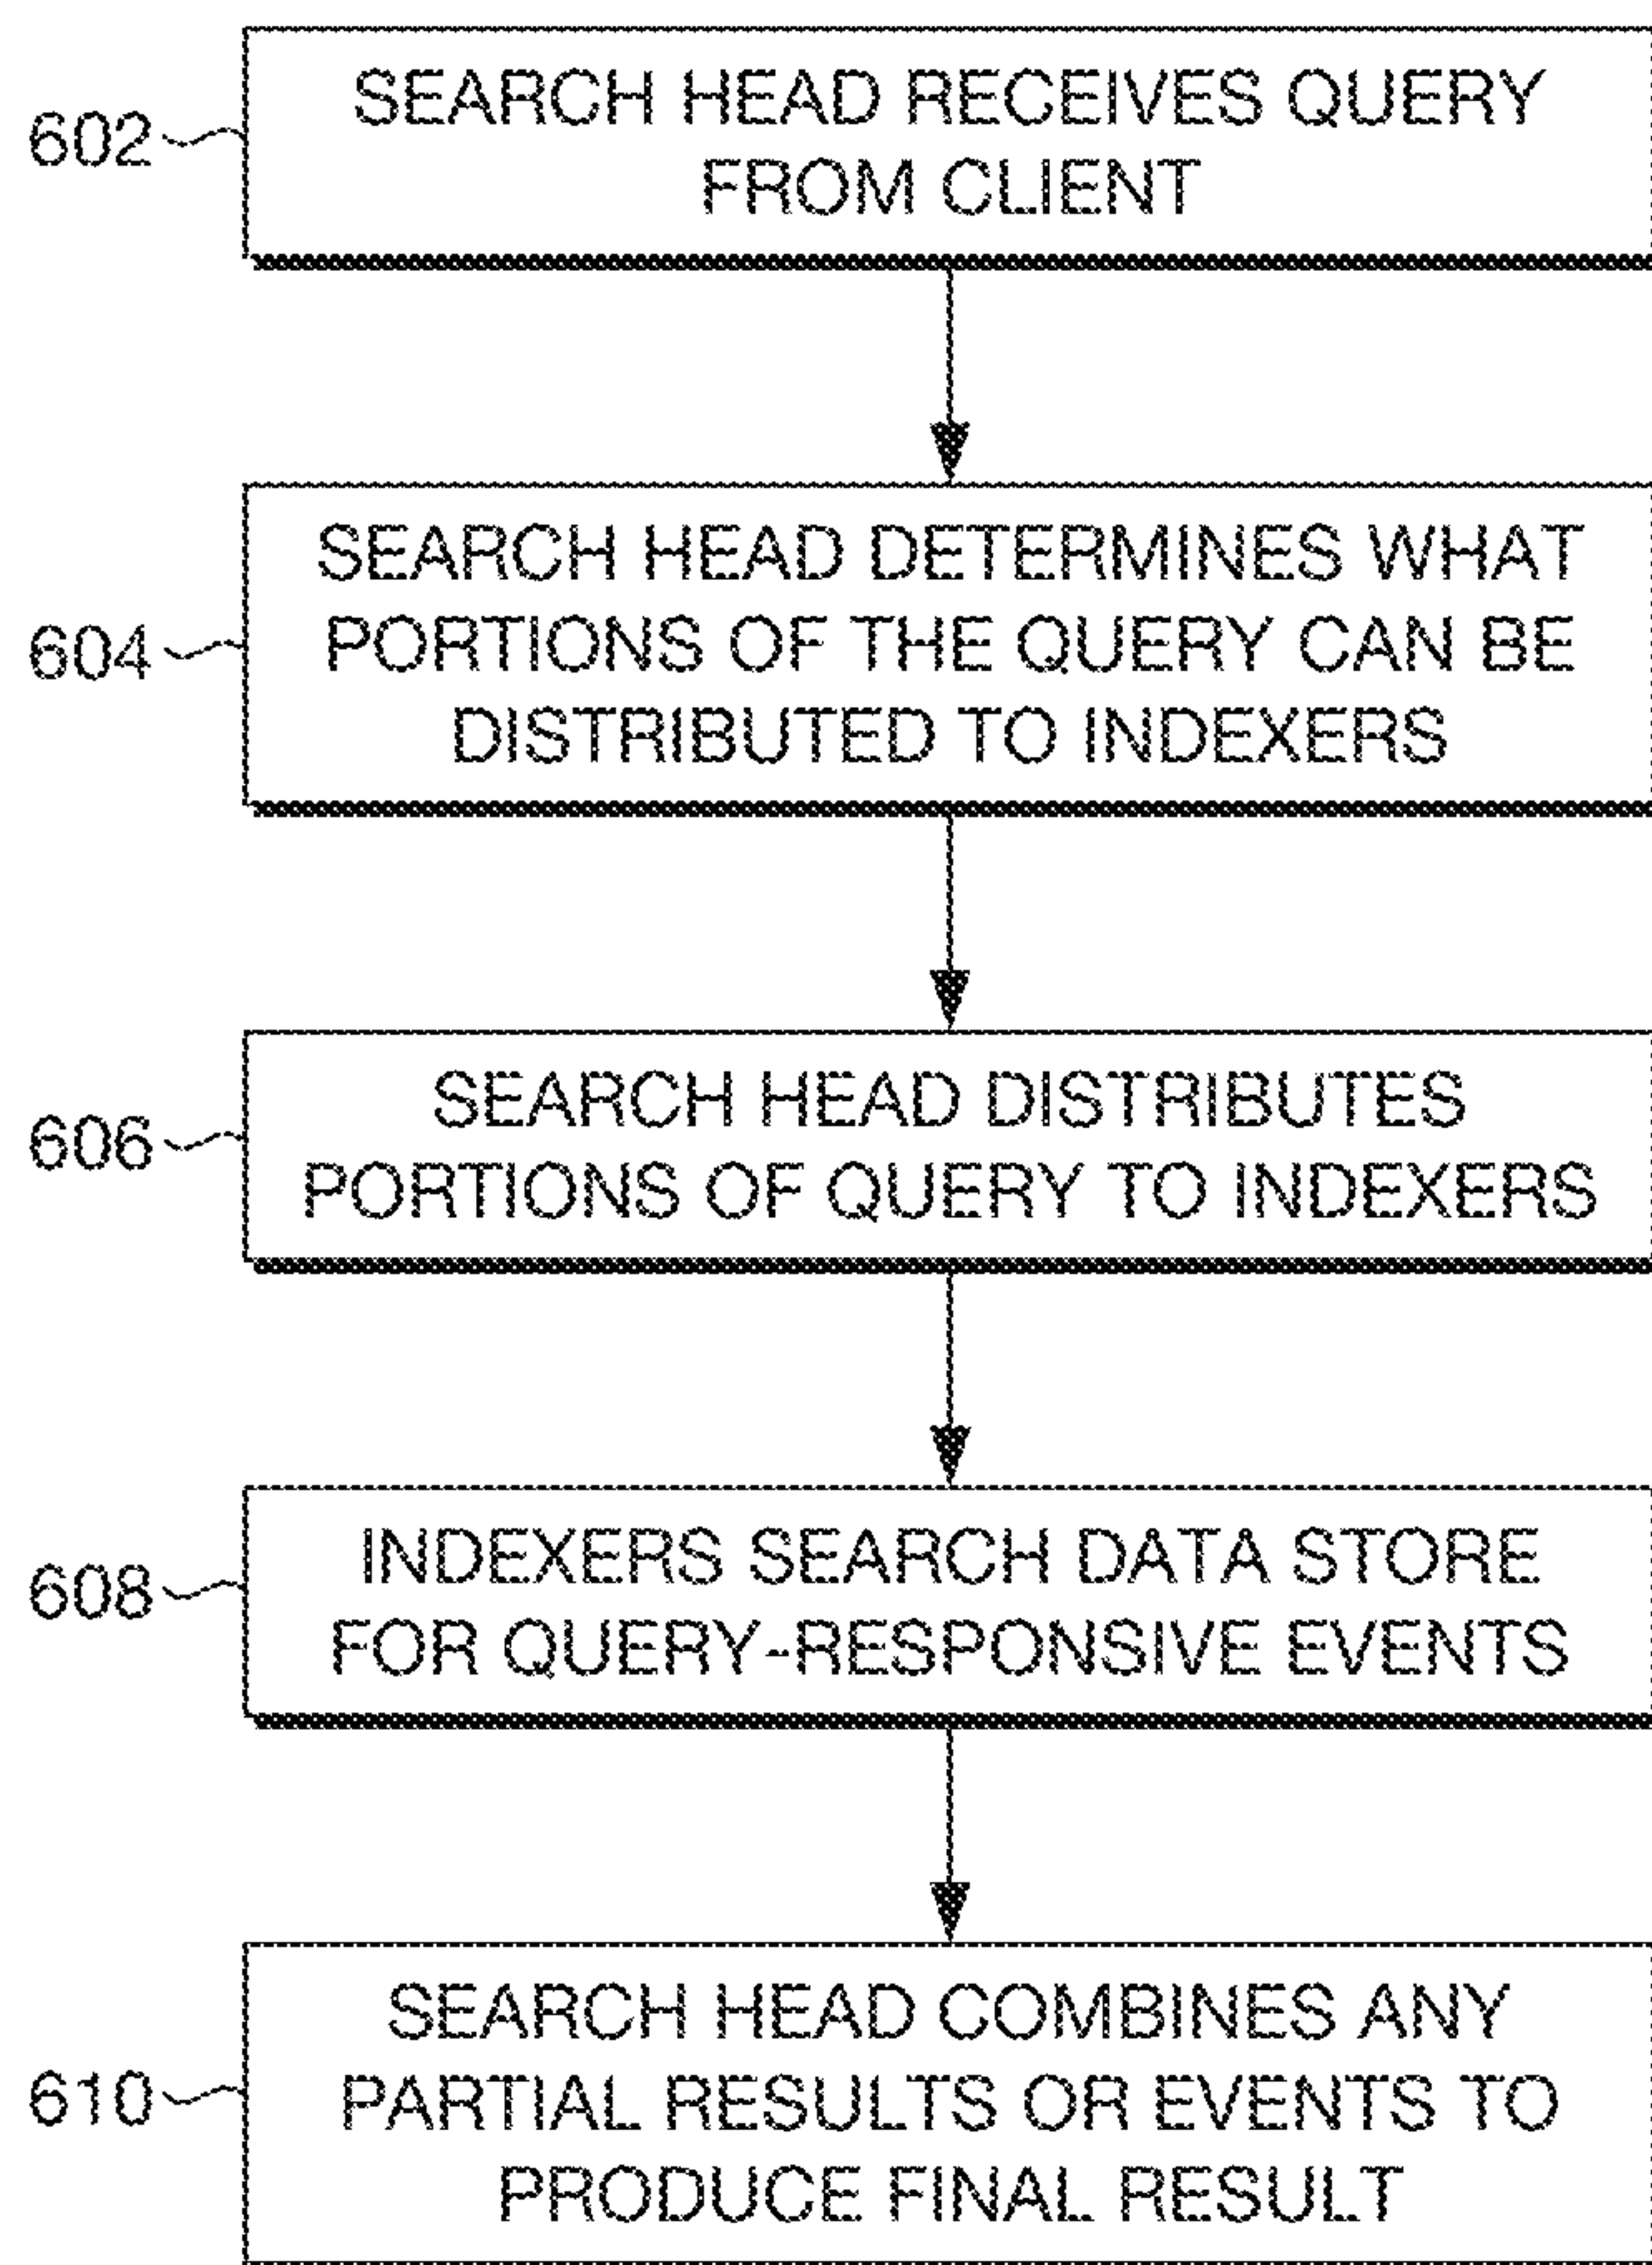 602
SEARCH HEAD RECEIVES QUERY
FROM CLIENT
604
SEARCH HEAD DETERMINES WHAT
PORTIONS OF THE QUERY CAN BE
DISTRIBUTED TO INDEXERS
606
SEARCH HEAD DISTRIBUTES
PORTIONS OF QUERY TO INDEXERS
608
INDEXERS SEARCH DATA STORE
FOR QUERY-RESPONSIVE EVENTS
610
SEARCH HEAD COMBINES ANY
PARTIAL RESULTS OR EVENTS TO
PRODUCE FINAL RESULT